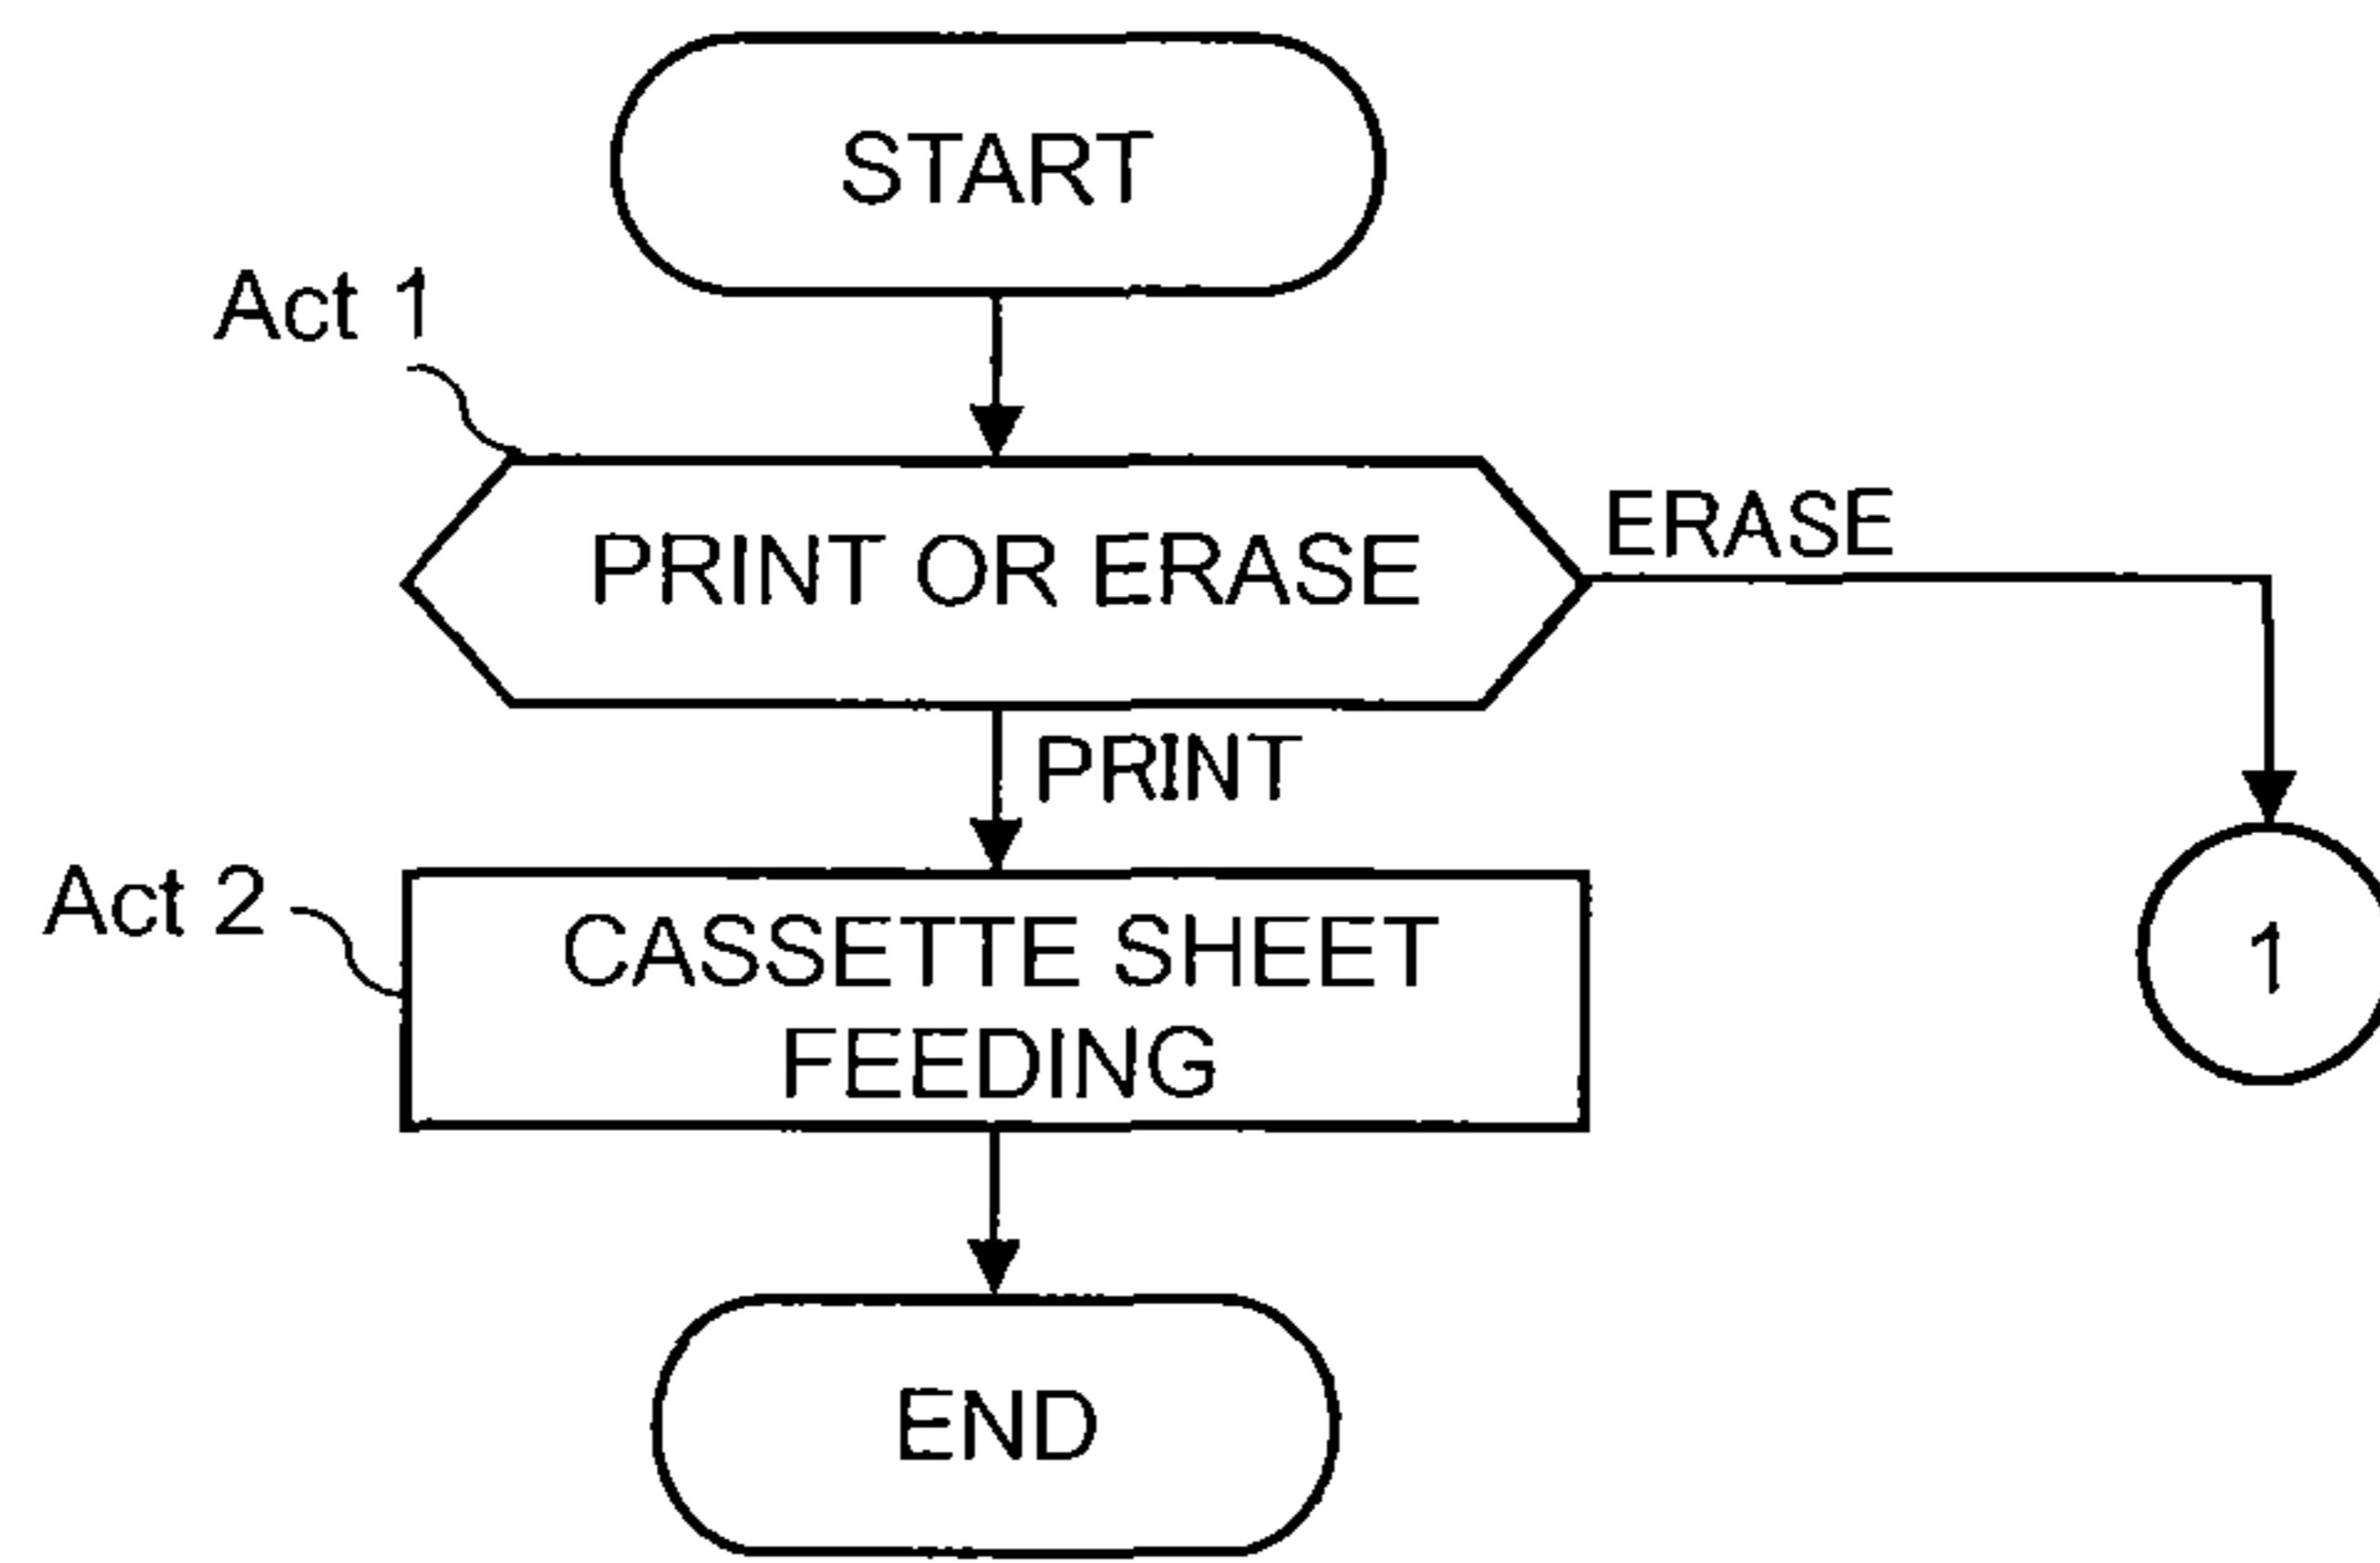 START
Act 1
PRINT OR ERASE
ERASE
PRINT
Act 2
CASSETTE SHEET
FEEDING
1
END